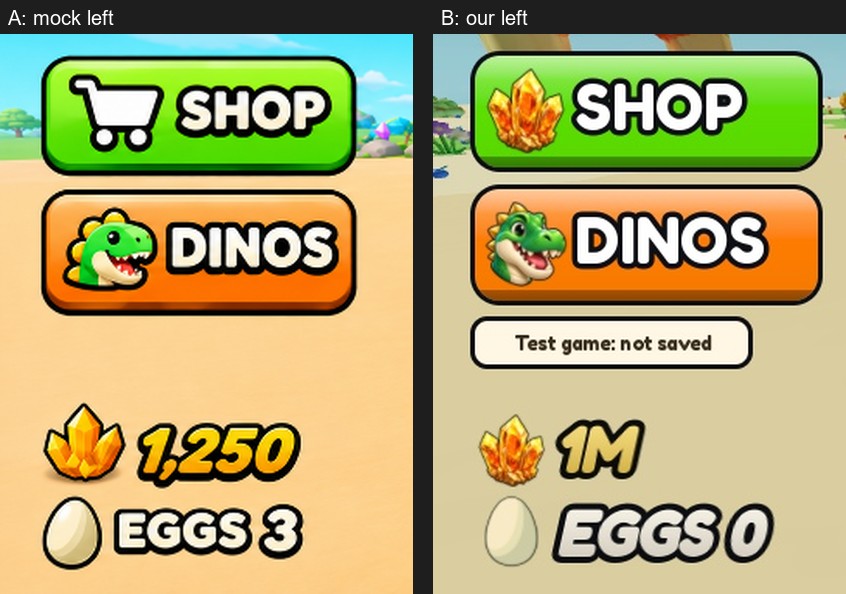 A: mock left
SHOP
DINOS
1,250
EGGS 3
B: our left
SHOP
DINOS
Test game: not saved
1M
EGGS 0